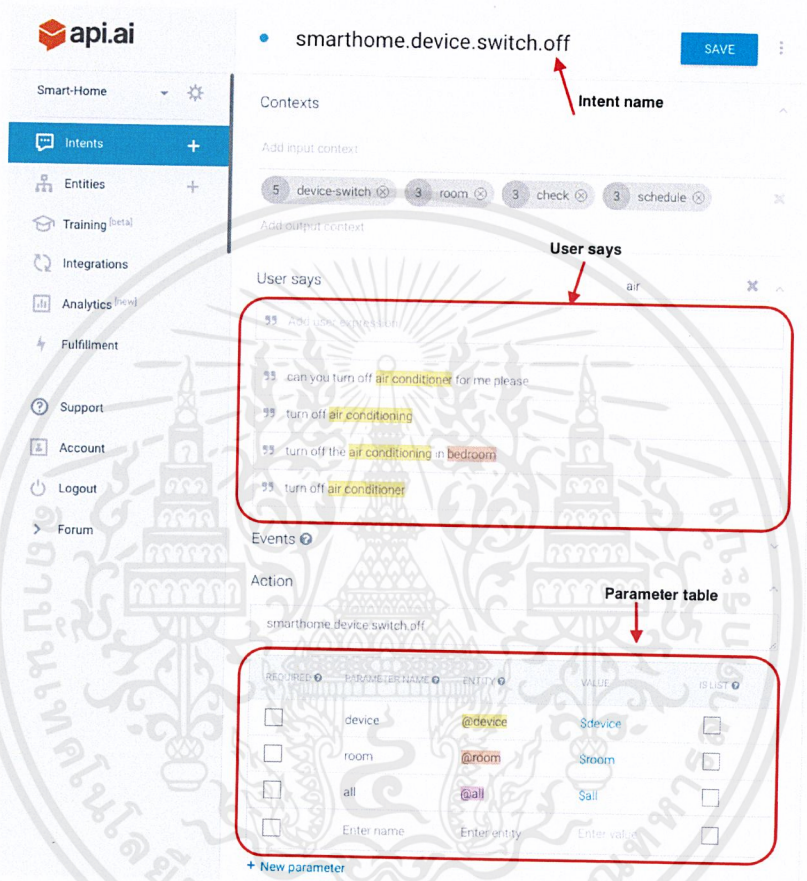 api.ai
smarthome.device.switch.off
SAVE
Intent name
Smart-Home
Contexts
Intents
Add input context
Entities
5 device-switch 3 room 3 check 3 schedule
Training [beta]
Add output context
User says
Integrations
User says
air
Analytics [new]
Add user expression
Fulfillment
can you turn off air conditioner for me please
Support
turn off air conditioning
Account
turn off the air conditioning in bedroom
Logout
turn off air conditioner
Forum
Events
Action
Parameter table
smarthome.device.switch.off
REQUIRED PARAMETER NAME ENTITY VALUE IS LIST
device @device $device
room @room $room
all @all $all
Enter name Enter entity Enter value
+ New parameter